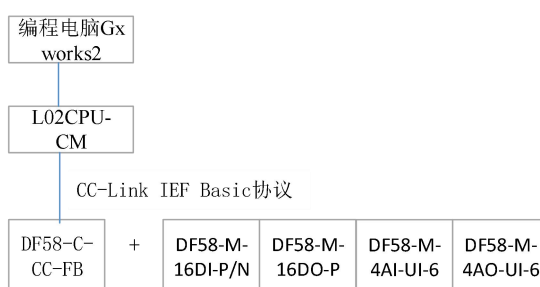 编程电脑Gx
works2
L02CPU-
CM
CC-Link IEF Basic协议
DF58-C-
CC-FB
+
DF58-M-
16DI-P/N
DF58-M-
16DO-P
DF58-M-
4AI-UI-6
DF58-M-
4AO-UI-6